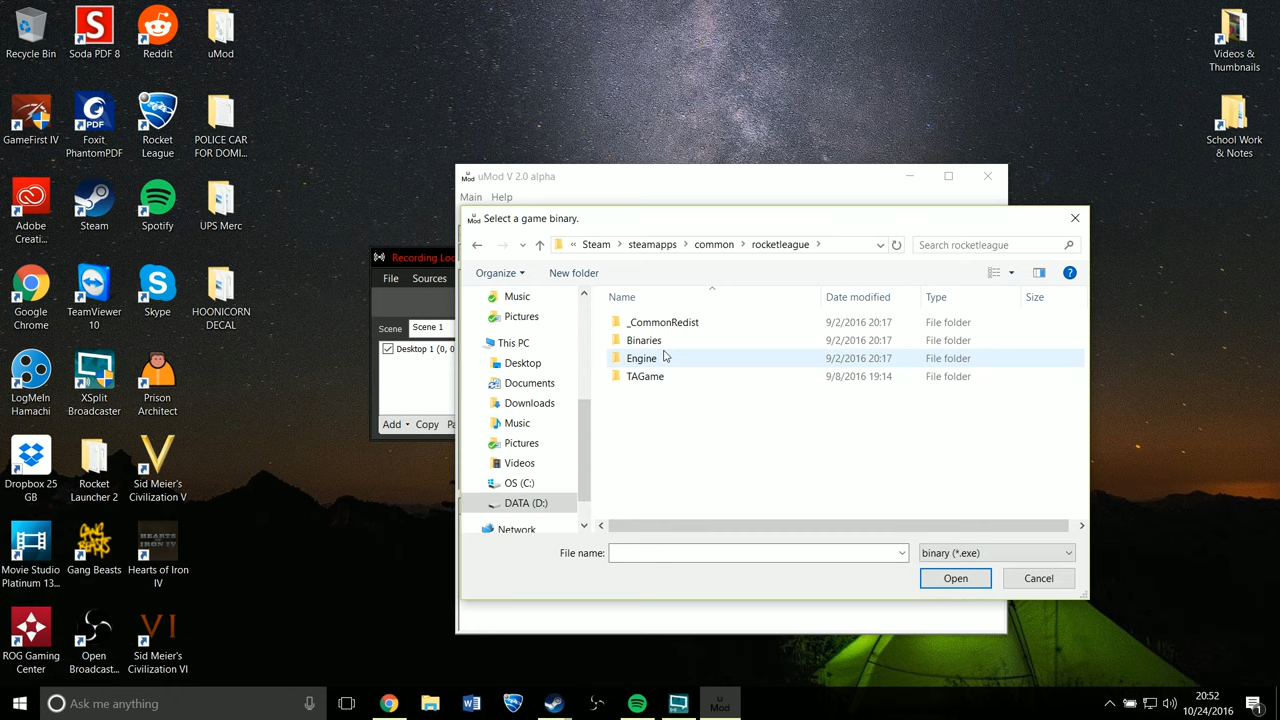 Recycle Bin
Soda PDF 8
Reddit
uMod
GameFirst IV
Foxit
PhantomPDF
Rocket
League
POLICE CAR
FOR DOMI...
Adobe
Creati...
Steam
Spotify
UPS Merc
Google
Chrome
TeamViewer
10
Skype
HOONICORN
DECAL
LogMeIn
Hamachi
XSplit
Broadcaster
Prison
Architect
Dropbox 25
GB
Rocket
Launcher 2
Sid Meier's
Civilization V
Movie Studio
Platinum 13...
Gang Beasts
Hearts of Iron
IV
ROG Gaming
Center
Open
Broadcast...
Sid Meier's
Civilization VI
Videos &
Thumbnails
School Work
& Notes
Recording Loc
File Sources
Scene Scene 1
Desktop 1 (0, 0
Add Copy Pa
uMod V 2.0 alpha
Main Help
Select a game binary.
« Steam > steamapps > common > rocketleague >
Search rocketleague
Organize New folder
Music
Pictures
This PC
Desktop
Documents
Downloads
Music
Pictures
Videos
OS (C:)
DATA (D:)
Network
Name Date modified Type Size
_CommonRedist 9/2/2016 20:17 File folder
Binaries 9/2/2016 20:17 File folder
Engine 9/2/2016 20:17 File folder
TAGame 9/8/2016 19:14 File folder
File name: binary (*.exe)
Open Cancel
Ask me anything
20:52
10/24/2016